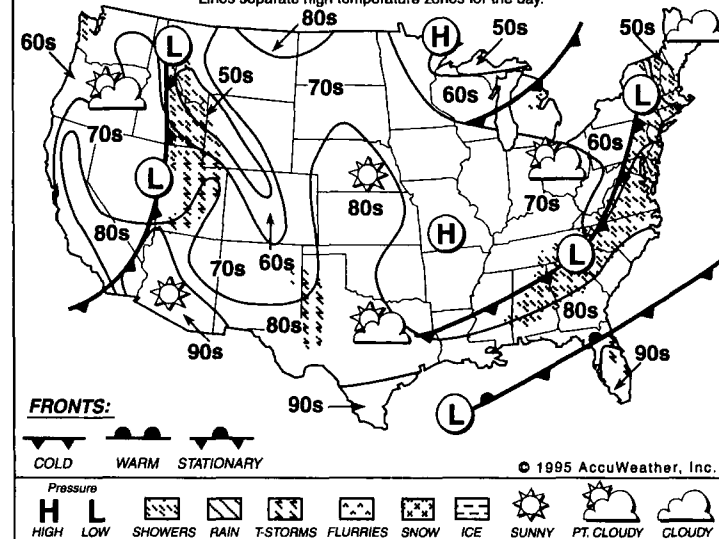 Lines separate high temperature zones for the day.
80s
H
50s
50s
60s
L
50s
70s
60s
L
70s
60s
L
80s
70s
H
80s
70s
60s
L
80s
80s
90s
90s
90s
L
FRONTS:
COLD WARM STATIONARY
© 1995 AccuWeather, Inc.
Pressure
H L
HIGH LOW SHOWERS RAIN T-STORMS FLURRIES SNOW ICE SUNNY PT. CLOUDY CLOUDY